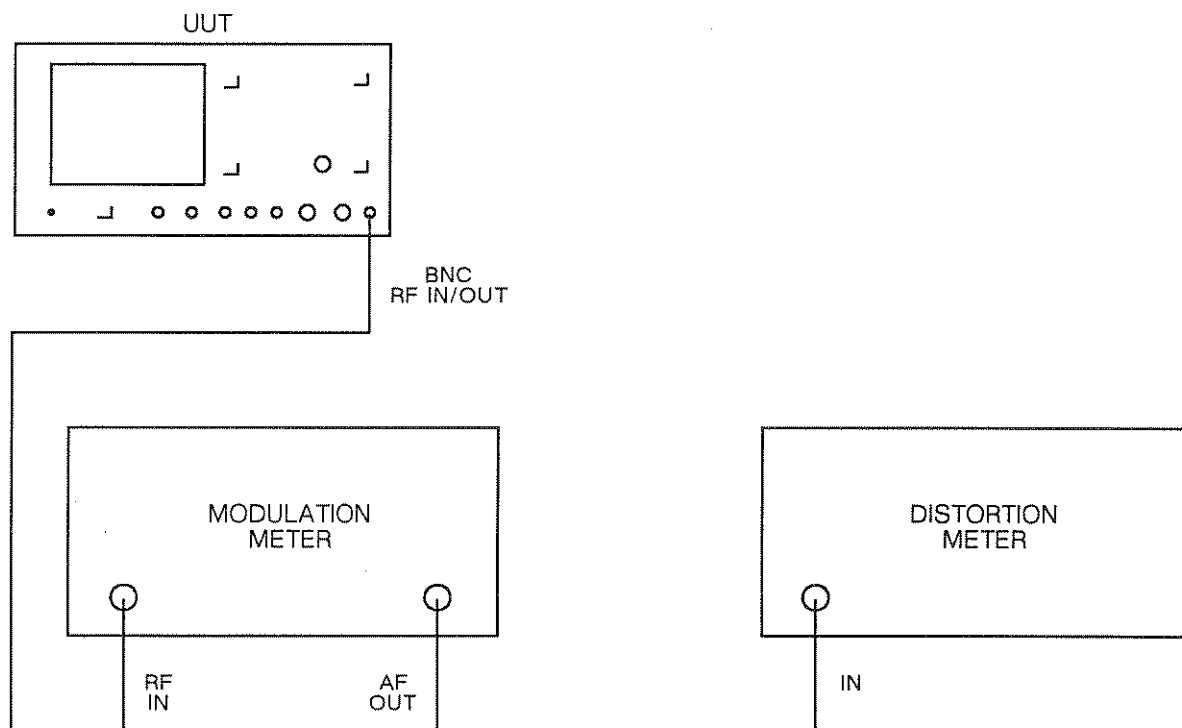 UUT
BNC
RF IN/OUT
MODULATION
METER
DISTORTION
METER
RF
IN
AF
OUT
IN